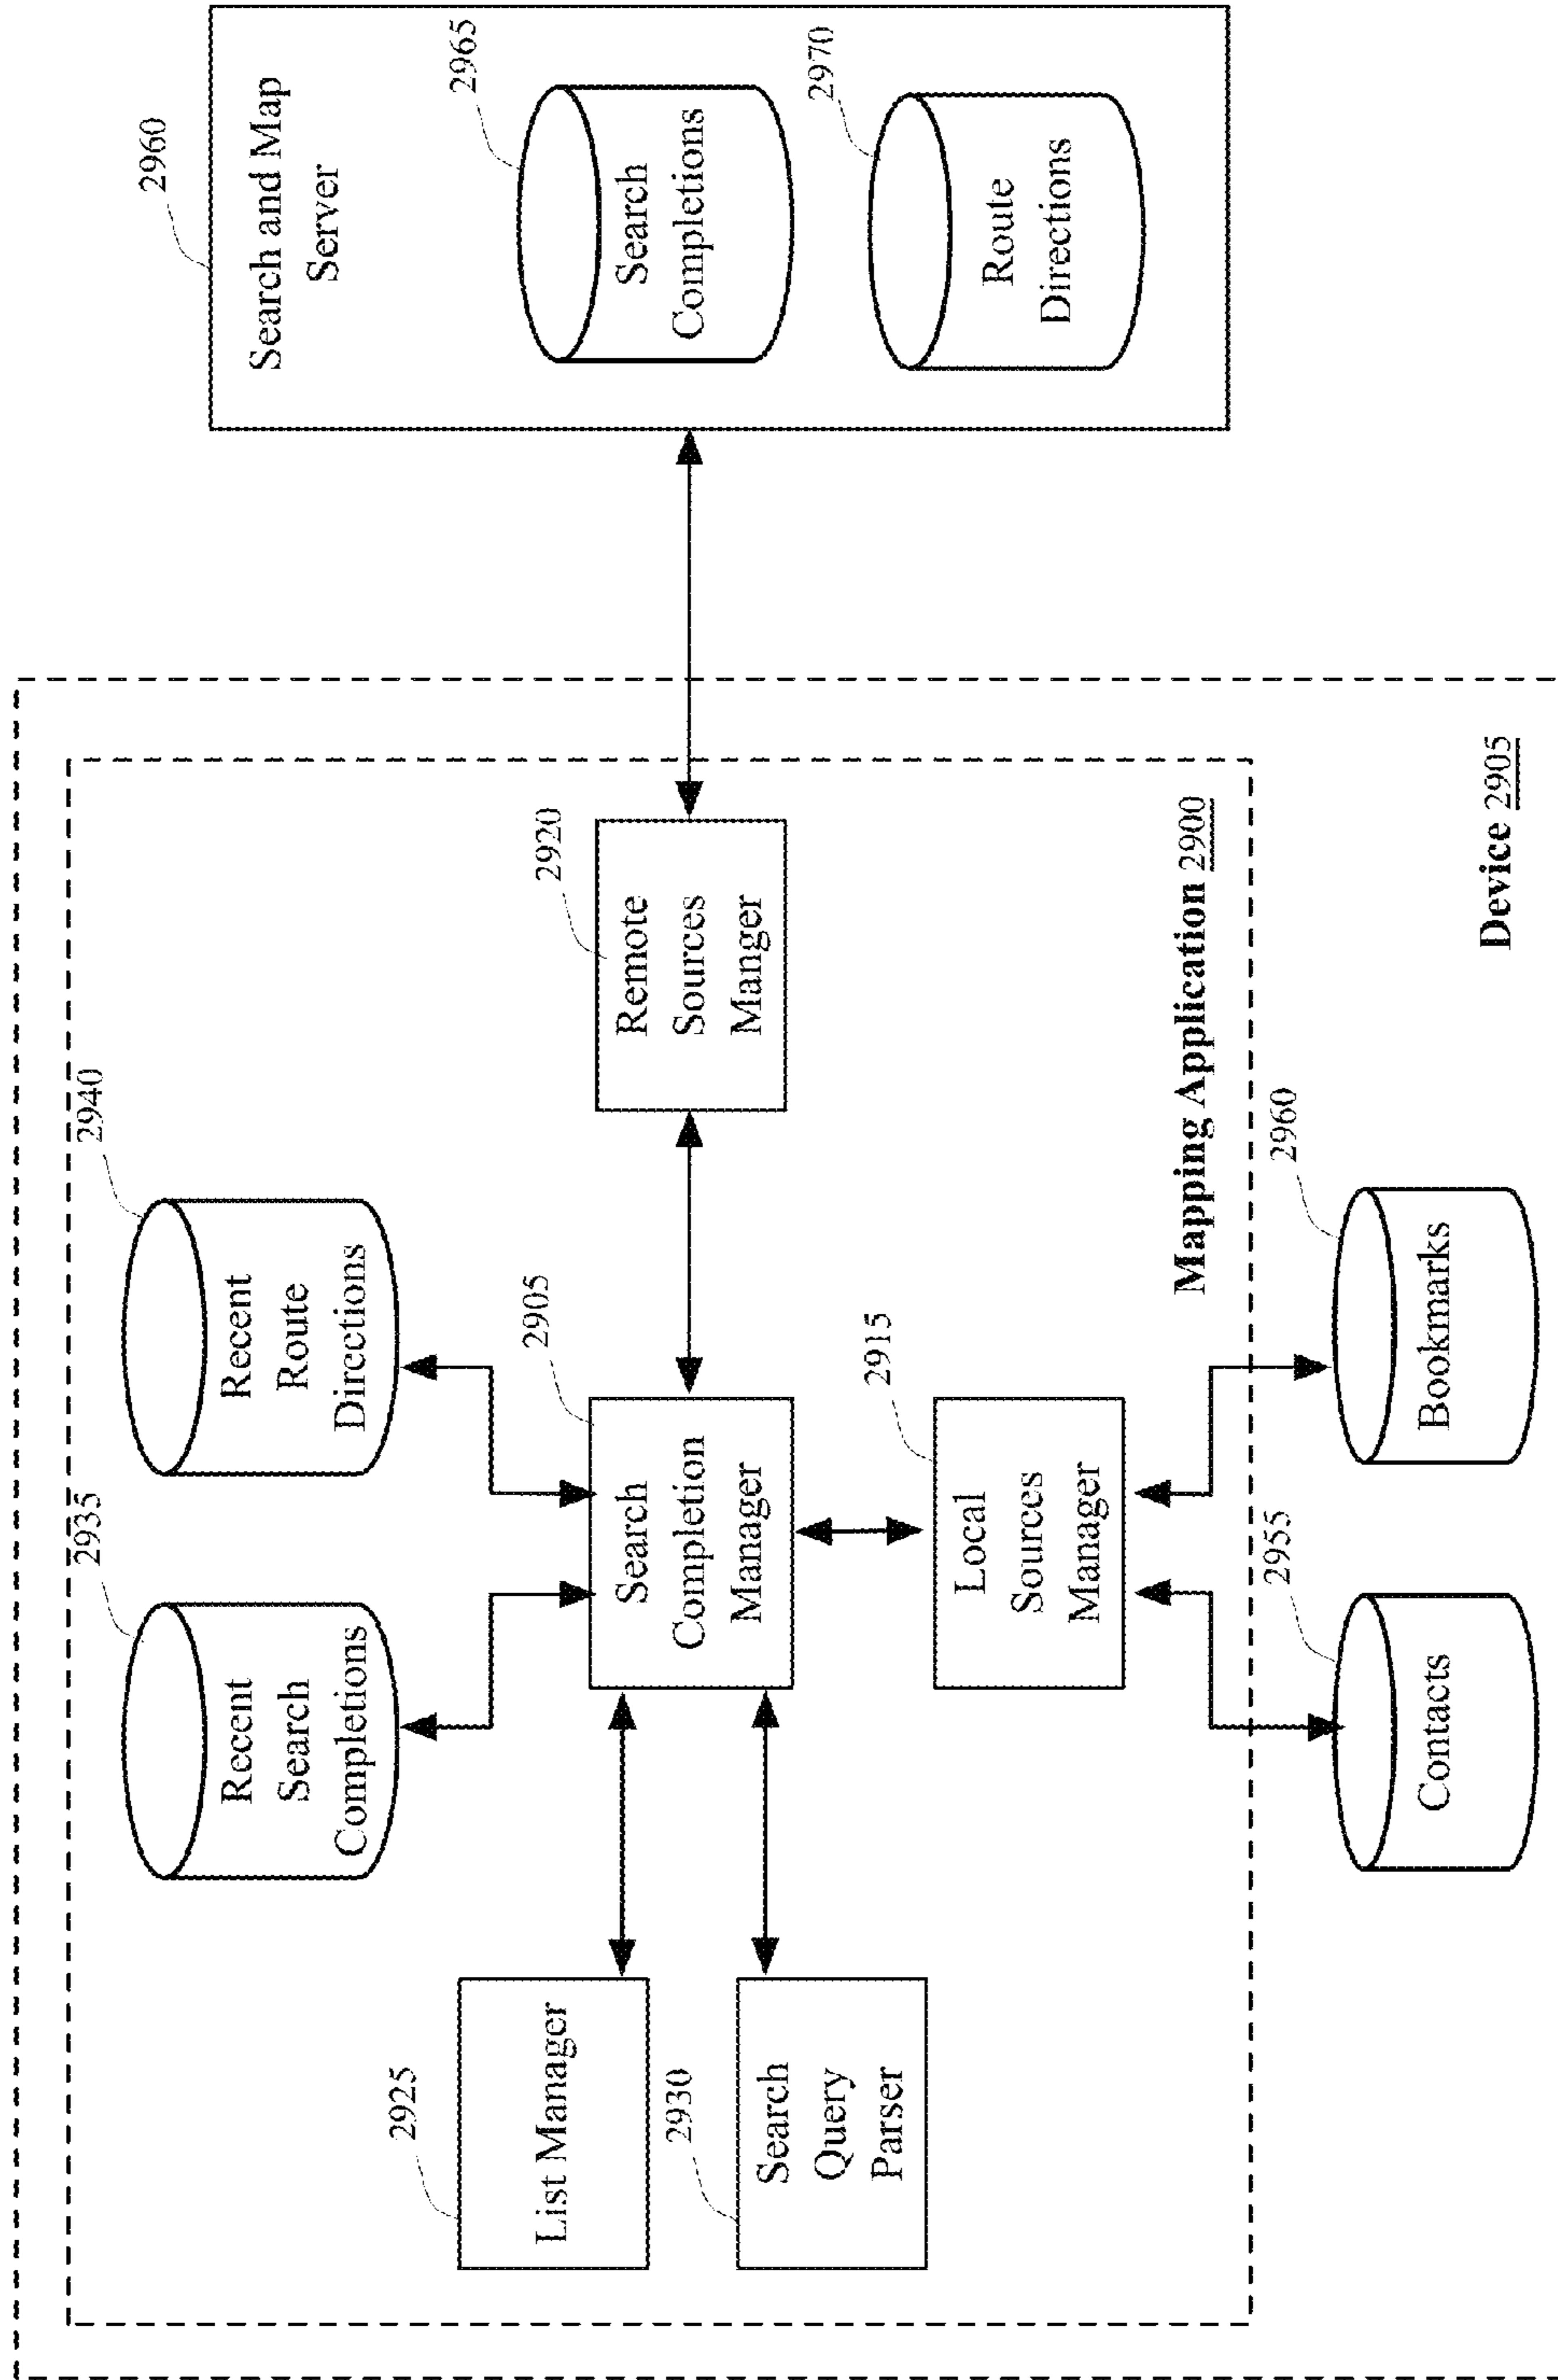 2935
Recent
Search
Completions
2940
Recent
Route
Directions
2925
List Manager
2930
Search
Query
Parser
2905
Search
Completion
Manager
2920
Remote
Sources
Manger
2915
Local
Sources
Manager
Mapping Application 2900
2955
Contacts
2960
Bookmarks
Device 2905
2960
Search and Map
Server
2965
Search
Completions
2970
Route
Directions